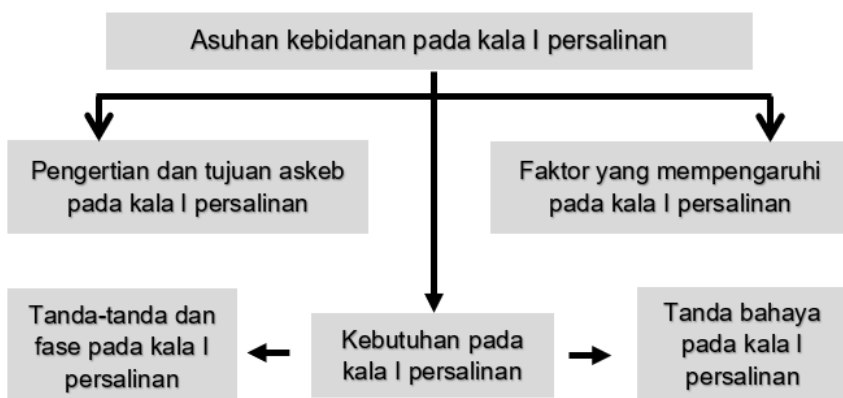 Asuhan kebidanan pada kala I persalinan
Pengertian dan tujuan askeb
pada kala I persalinan
Faktor yang mempengaruhi
pada kala I persalinan
Tanda-tanda dan
fase pada kala I
persalinan
Kebutuhan pada
kala I persalinan
Tanda bahaya
pada kala I
persalinan